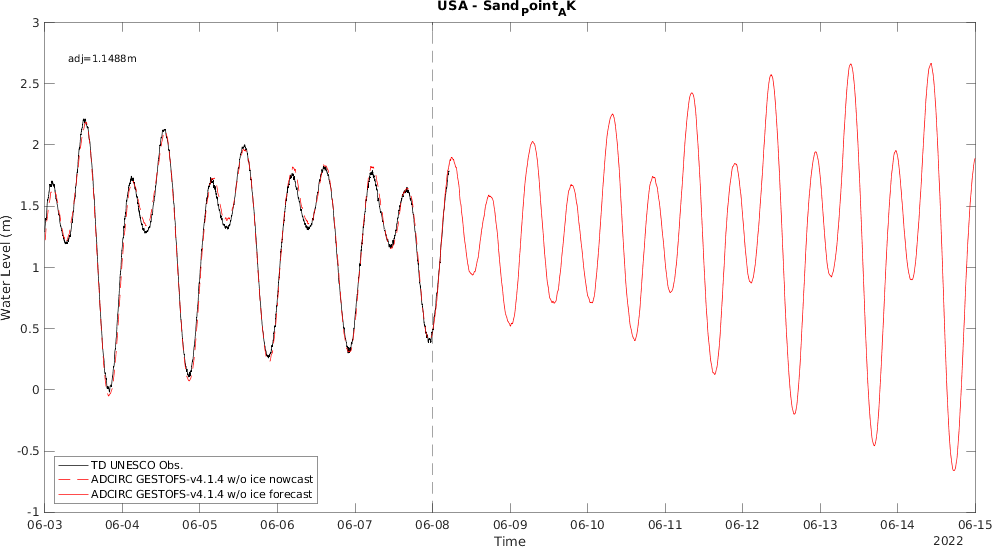 USA - Sand_Point_AK
adj=1.1488m
3
2.5
2
1.5
1
0.5
0
-0.5
-1
Water Level (m)
TD UNESCO Obs.
ADCIRC GESTOFS-v4.1.4 w/o ice nowcast
ADCIRC GESTOFS-v4.1.4 w/o ice forecast
06-03 06-04 06-05 06-06 06-07 06-08 06-09 06-10 06-11 06-12 06-13 06-14 06-15
Time
2022